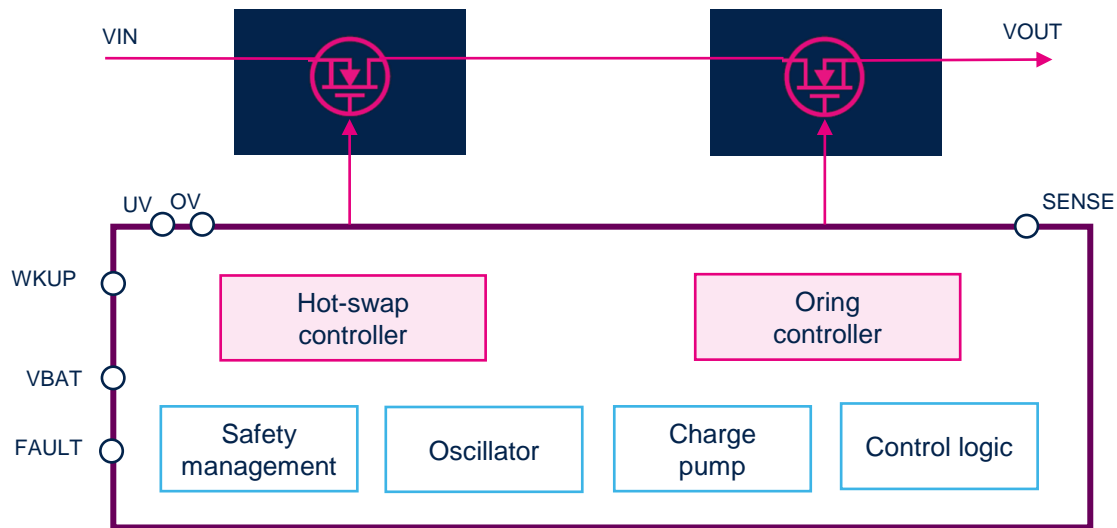 VIN
VOUT
UV
OV
SENSE
WKUP
Hot-swap
controller
Oring
controller
VBAT
FAULT
Safety
management
Oscillator
Charge
pump
Control logic